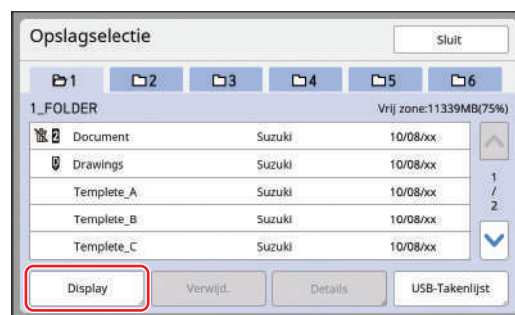 Opslagselectie Sluit
1 2 3 4 5 6
1_FOLDER Vrij zone:11339MB(75%)
2 Document Suzuki 10/08/xx
Drawings Suzuki 10/08/xx
Templete_A Suzuki 10/08/xx
Templete_B Suzuki 10/08/xx
Templete_C Suzuki 10/08/xx
1
/
2
Display Verwijd. Details USB-Takenlijst